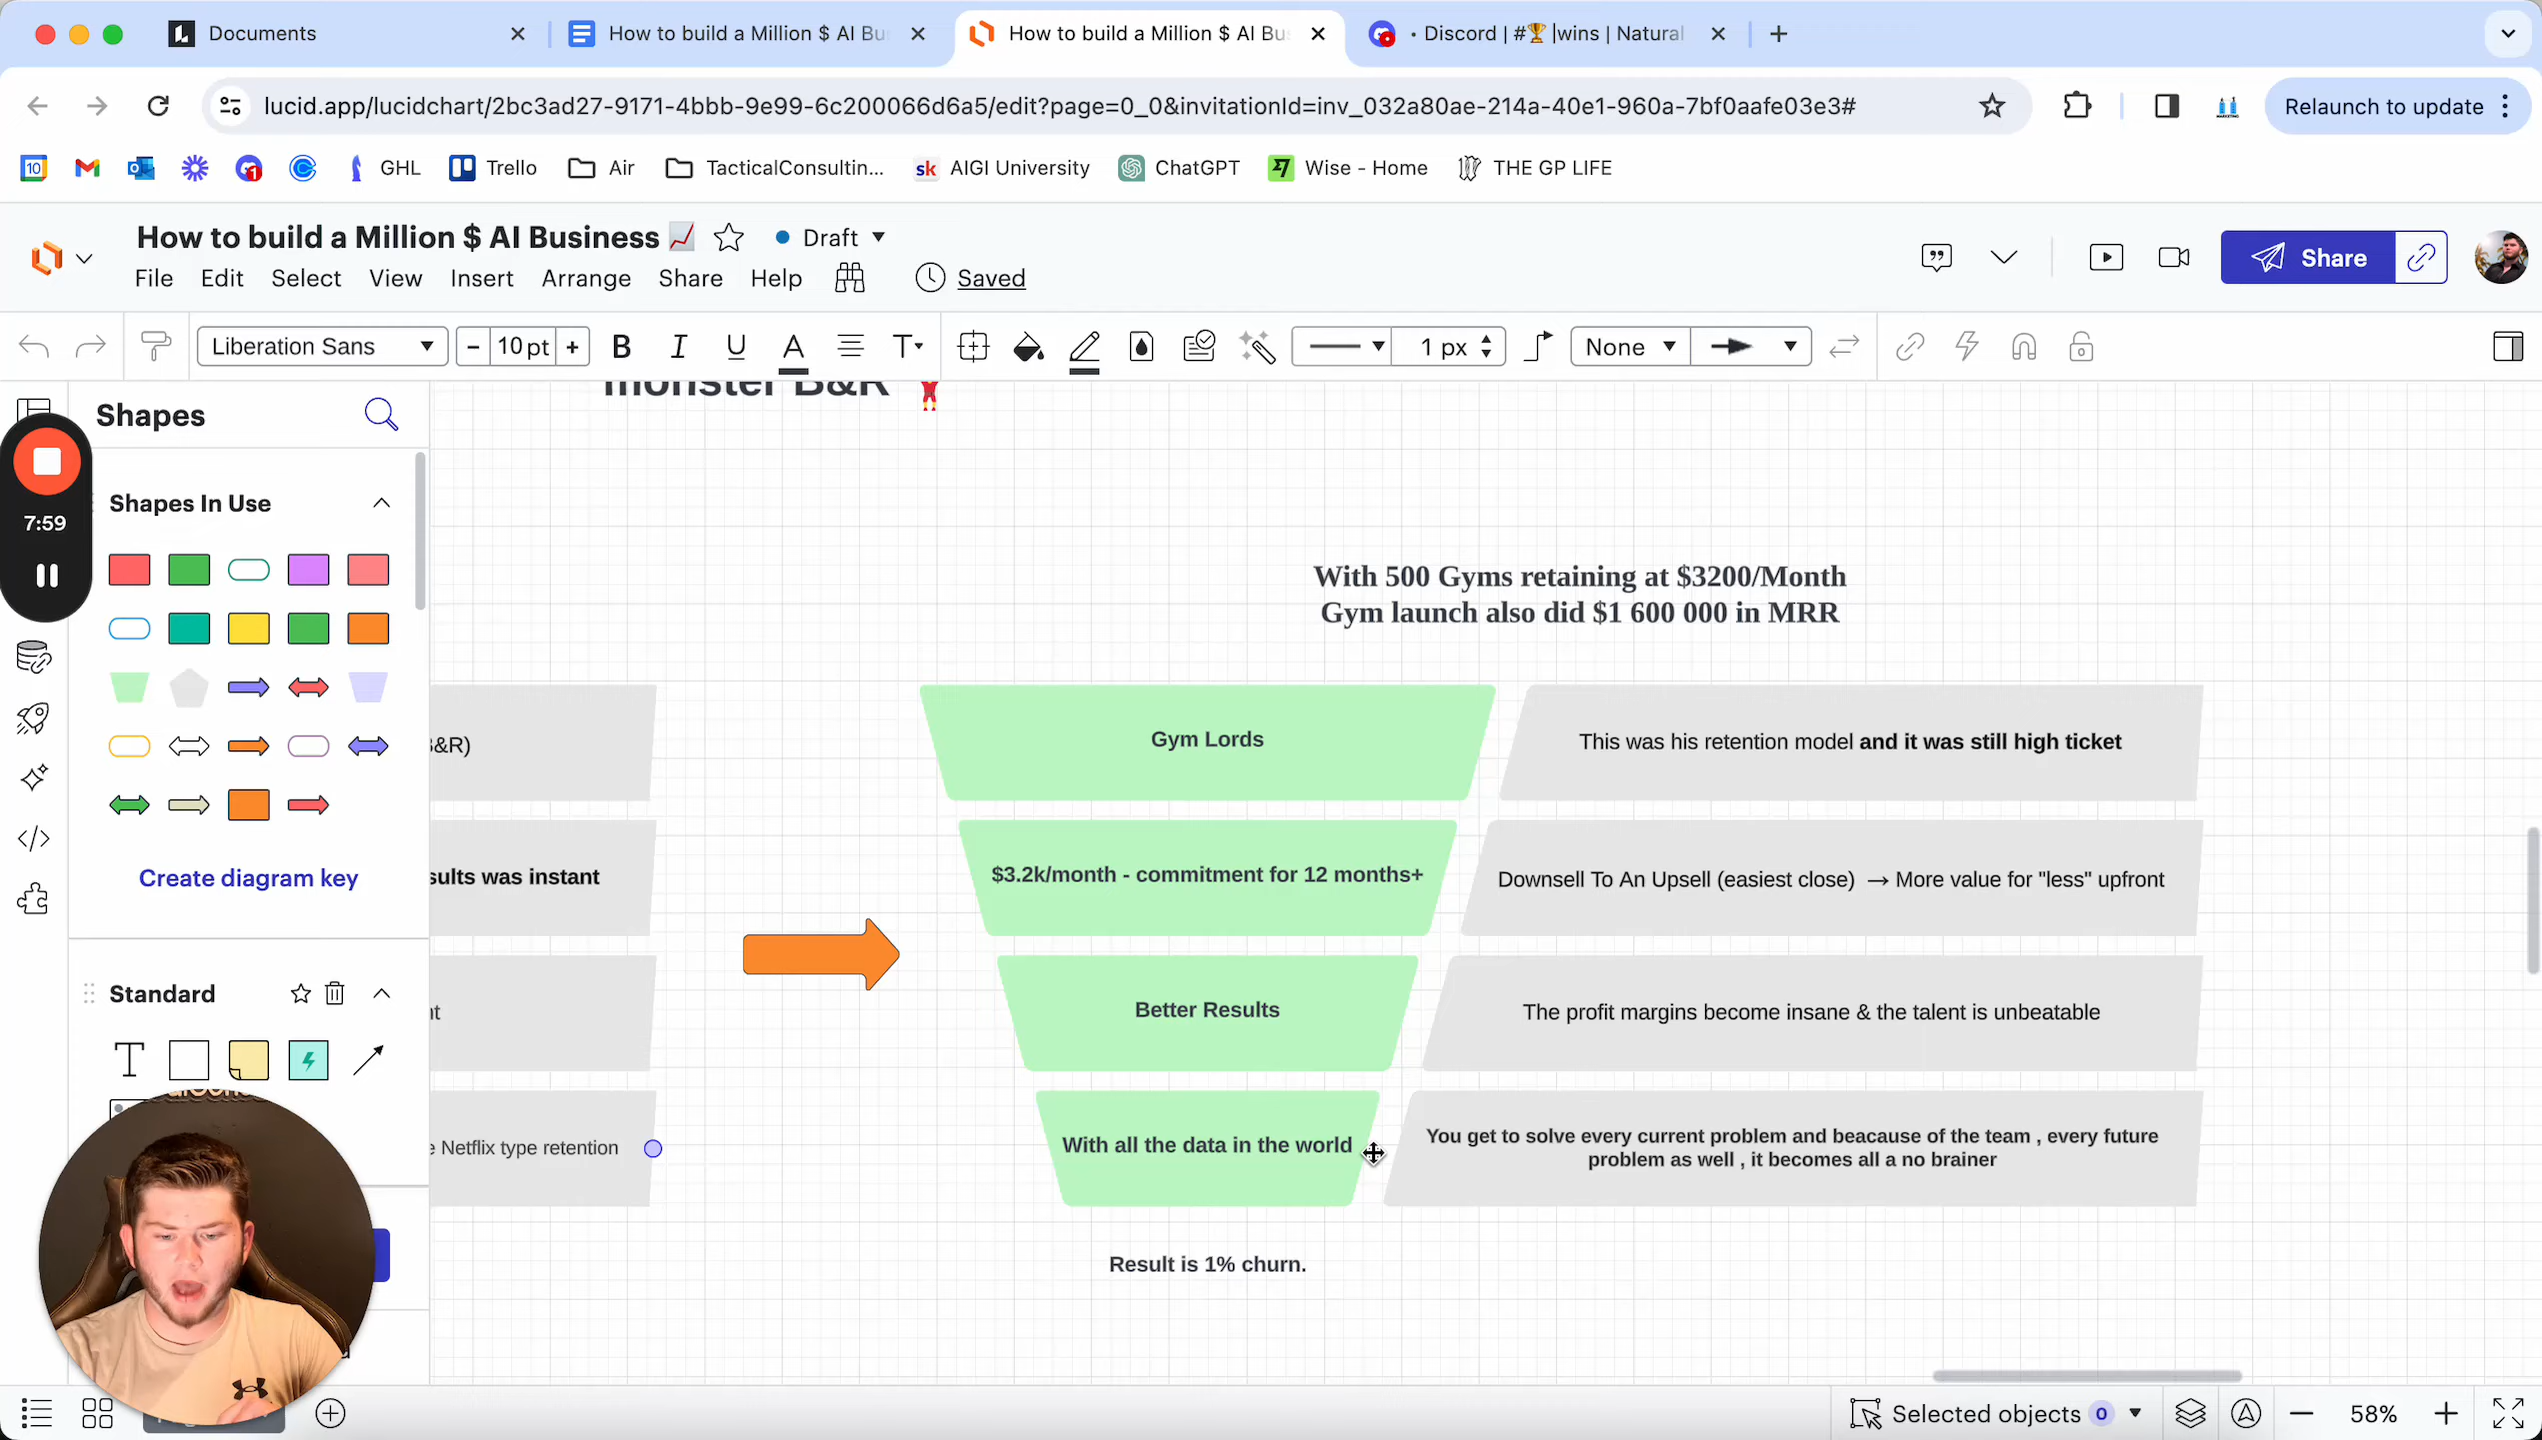 Documents
How to build a Million $ AI Bu
How to build a Million $ AI Bu
• Discord | #🏆 |wins | Natural
lucid.app/lucidchart/2bc3ad27-9171-4bbb-9e99-6c200066d6a5/edit?page=0_0&invitationId=inv_032a80ae-214a-40e1-960a-7bf0aafe03e3#
Relaunch to update
10
1
GHL
Trello
Air
TacticalConsultin...
sk AIGI University
ChatGPT
Wise - Home
THE GP LIFE
How to build a Million $ AI Business 📈
Draft
Share
File Edit Select View Insert Arrange Share Help
Saved
Liberation Sans
- 10 pt +
B I U A T
1 px
None
monster B&R
Shapes
Shapes In Use
7:59
Create diagram key
Standard
T
With 500 Gyms retaining at $3200/Month
Gym launch also did $1 600 000 in MRR
B&R)
Gym Lords
This was his retention model and it was still high ticket
sults was instant
$3.2k/month - commitment for 12 months+
Downsell To An Upsell (easiest close) → More value for "less" upfront
nt
Better Results
The profit margins become insane & the talent is unbeatable
e Netflix type retention
With all the data in the world
You get to solve every current problem and beacause of the team , every future
problem as well , it becomes all a no brainer
Result is 1% churn.
Selected objects 0
58%